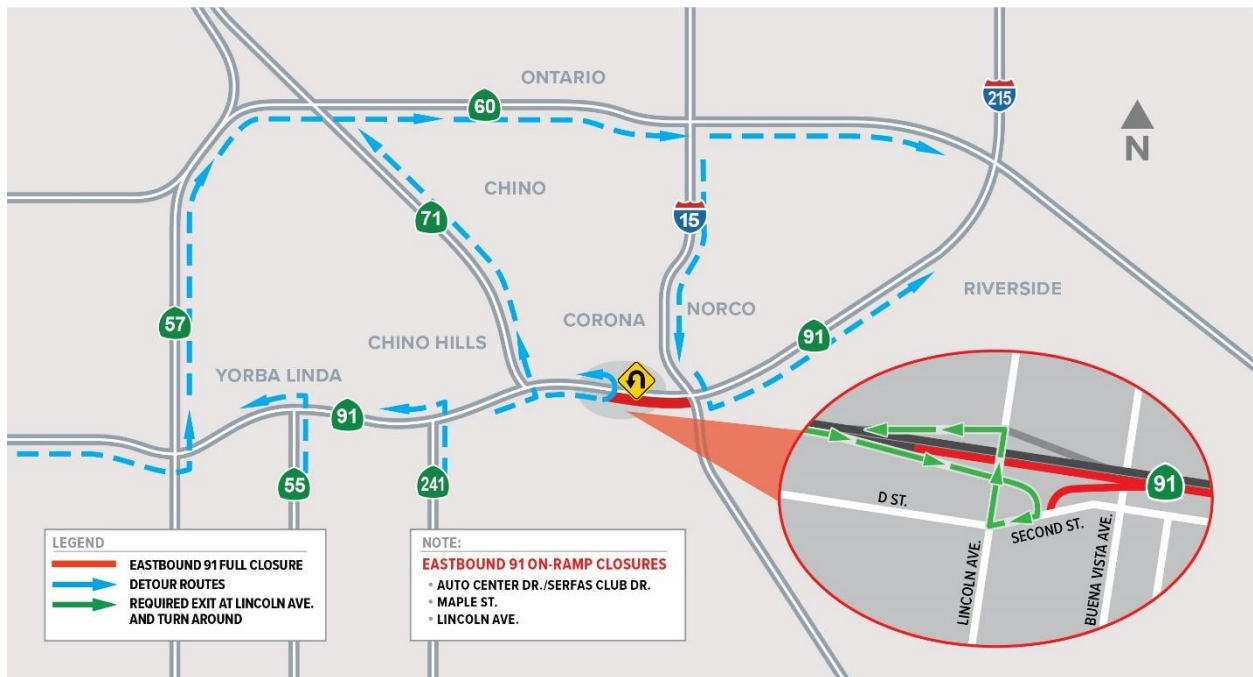 ONTARIO
60
215
N
CHINO
71
15
RIVERSIDE
57
CORONA
NORCO
CHINO HILLS
91
YORBA LINDA
91
55
241
91
D ST.
SECOND ST.
LINCOLN AVE.
BUENA VISTA AVE.
LEGEND
EASTBOUND 91 FULL CLOSURE
DETOUR ROUTES
REQUIRED EXIT AT LINCOLN AVE.
AND TURN AROUND
NOTE:
EASTBOUND 91 ON-RAMP CLOSURES
• AUTO CENTER DR./SERFAS CLUB DR.
• MAPLE ST.
• LINCOLN AVE.